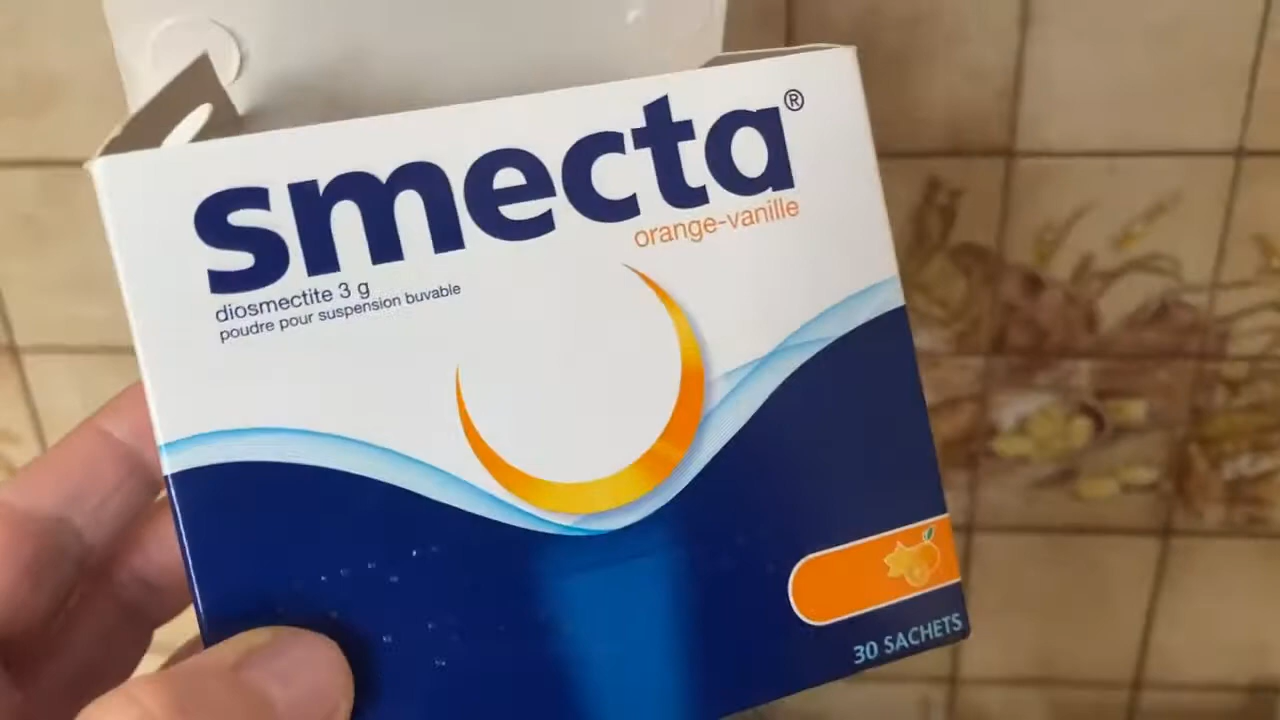 smecta®
orange-vanille
diosmectite 3 g
poudre pour suspension buvable
30 SACHETS